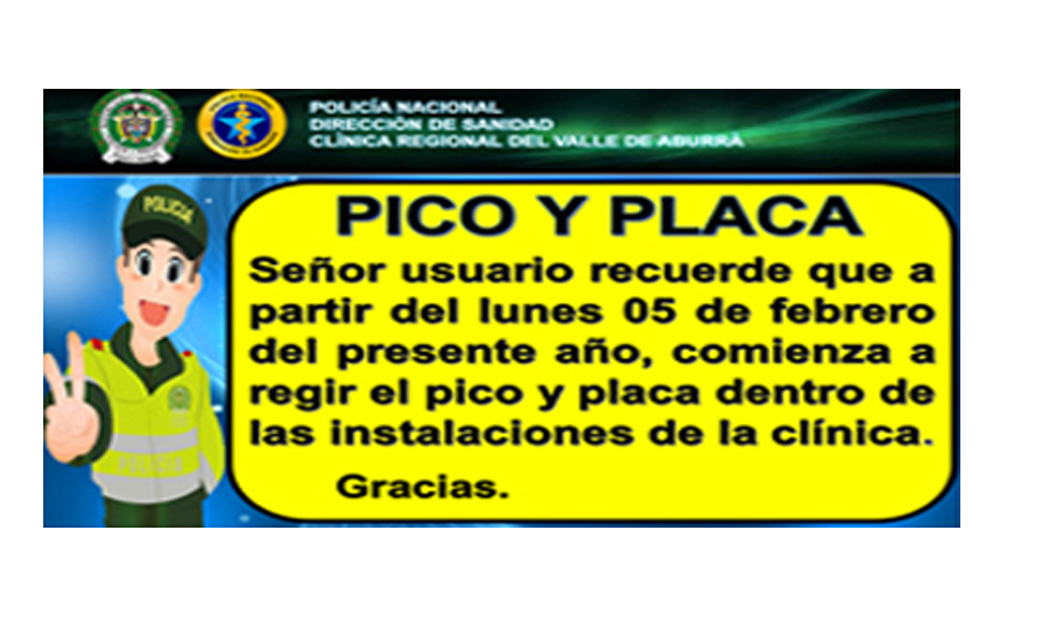 POLICÍA NACIONAL
DIRECCIÓN DE SANIDAD
CLÍNICA REGIONAL DEL VALLE DE ABURRÁ
POLICIA
PICO Y PLACA
Señor usuario recuerde que a
partir del lunes 05 de febrero
del presente año, comienza a
regir el pico y placa dentro de
las instalaciones de la clínica.
Gracias.
POLICIA